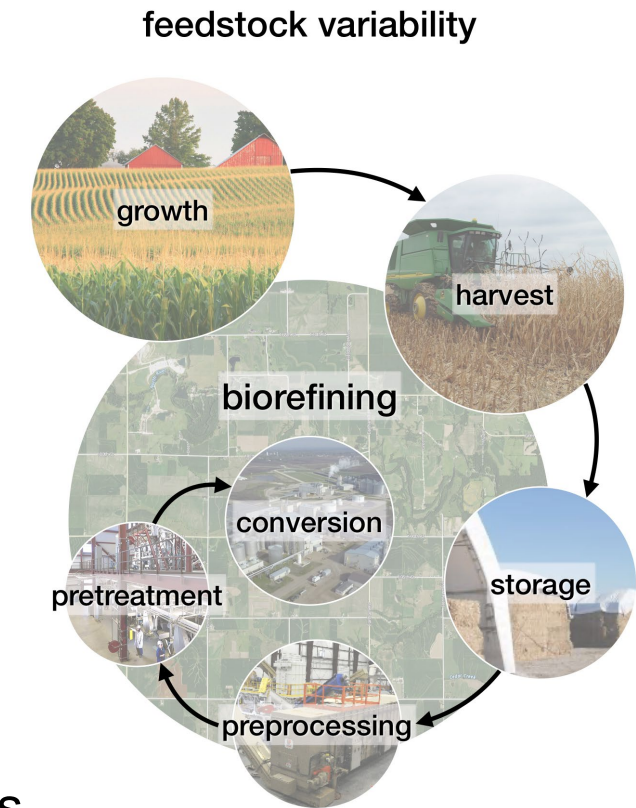 feedstock variability
growth
harvest
biorefining
conversion
storage
pretreatment
preprocessing
s